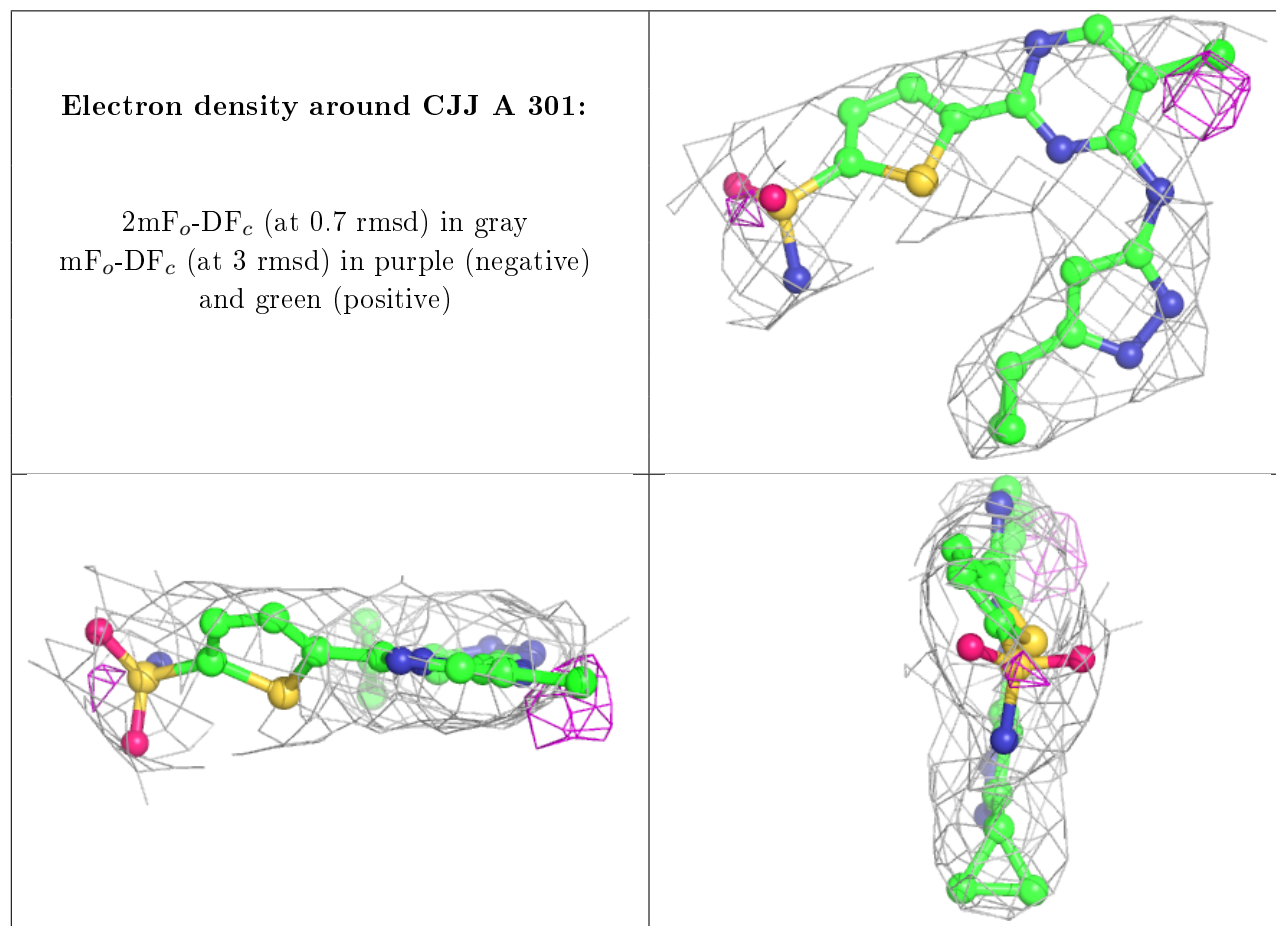 Electron density around CJJ A 301:
2mFo-DFc (at 0.7 rmsd) in gray
mFo-DFc (at 3 rmsd) in purple (negative)
and green (positive)